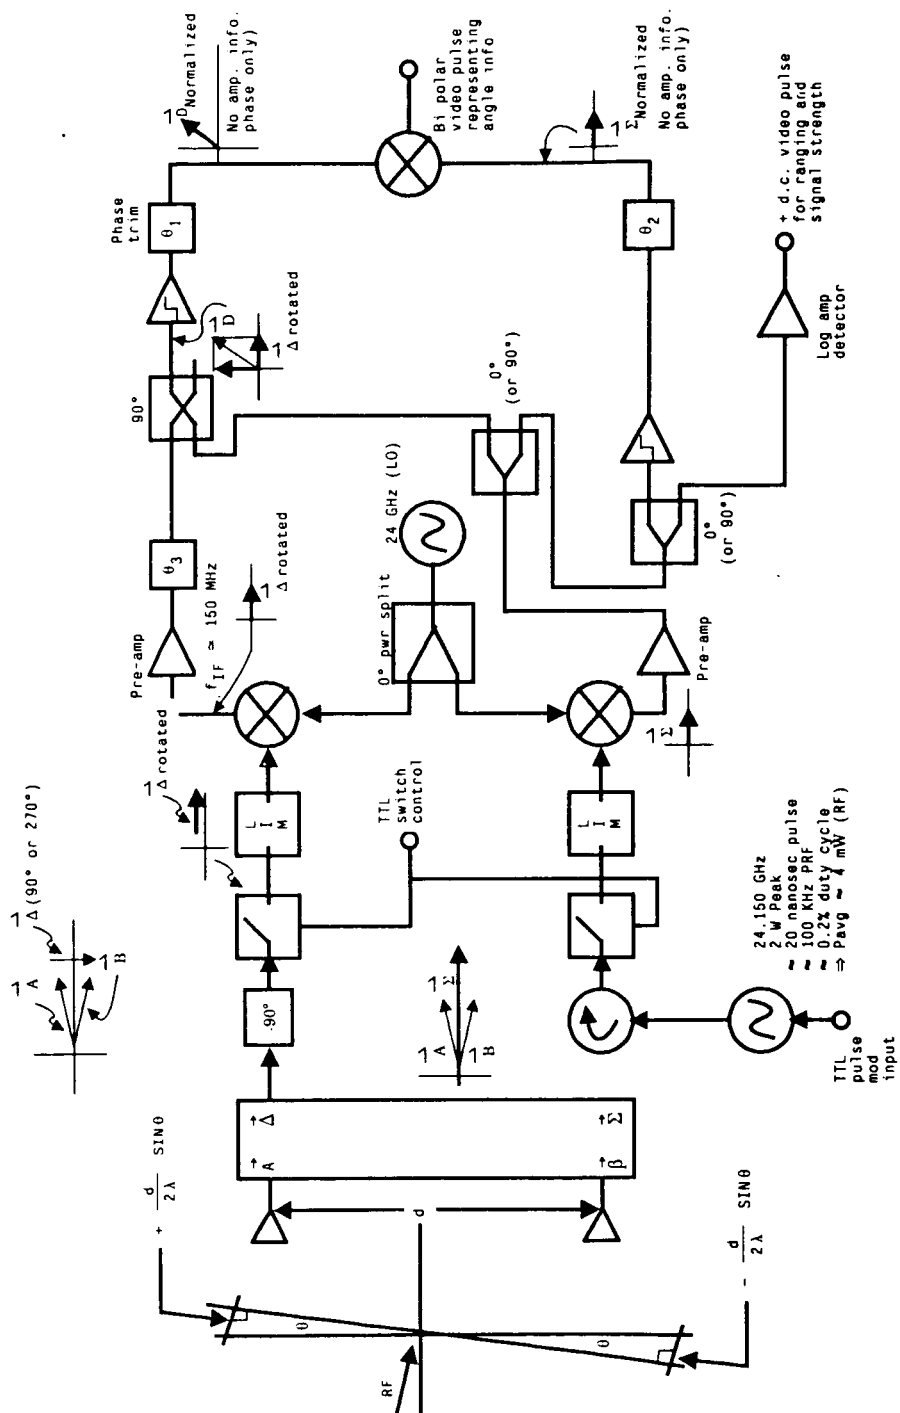 + d/2λ SINθ
θ
RF
θ
- d/2λ SINθ
d
A
Δ
β
Σ
A
Δ (90° or 270°)
B
A
Σ
B
90°
Δ rotated
TTL
switch
control
L
I
M
L
I
M
TTL
pulse
mod
input
24.150 GHz
2 W Peak
≈ 20 nanosec pulse
≈ 100 KHz PRF
≈ 0.2% duty cycle
⇒ Pavg ≈ 4 mW (RF)
Σ
Pre-amp
Pre-amp
fIF ≃ 150 MHz
Δ rotated
0° pwr split
24 GHz (LO)
θ3
90°
D
Δ rotated
0°
(or 90°)
0°
(or 90°)
Log amp
detector
+ d.c. video pulse
for ranging and
signal strength
Phase
trim
θ1
θ2
D Normalized
No amp. info.
phase only)
Bi polar
video pulse
representing
angle info
Σ Normalized
No amp. info.
phase only)